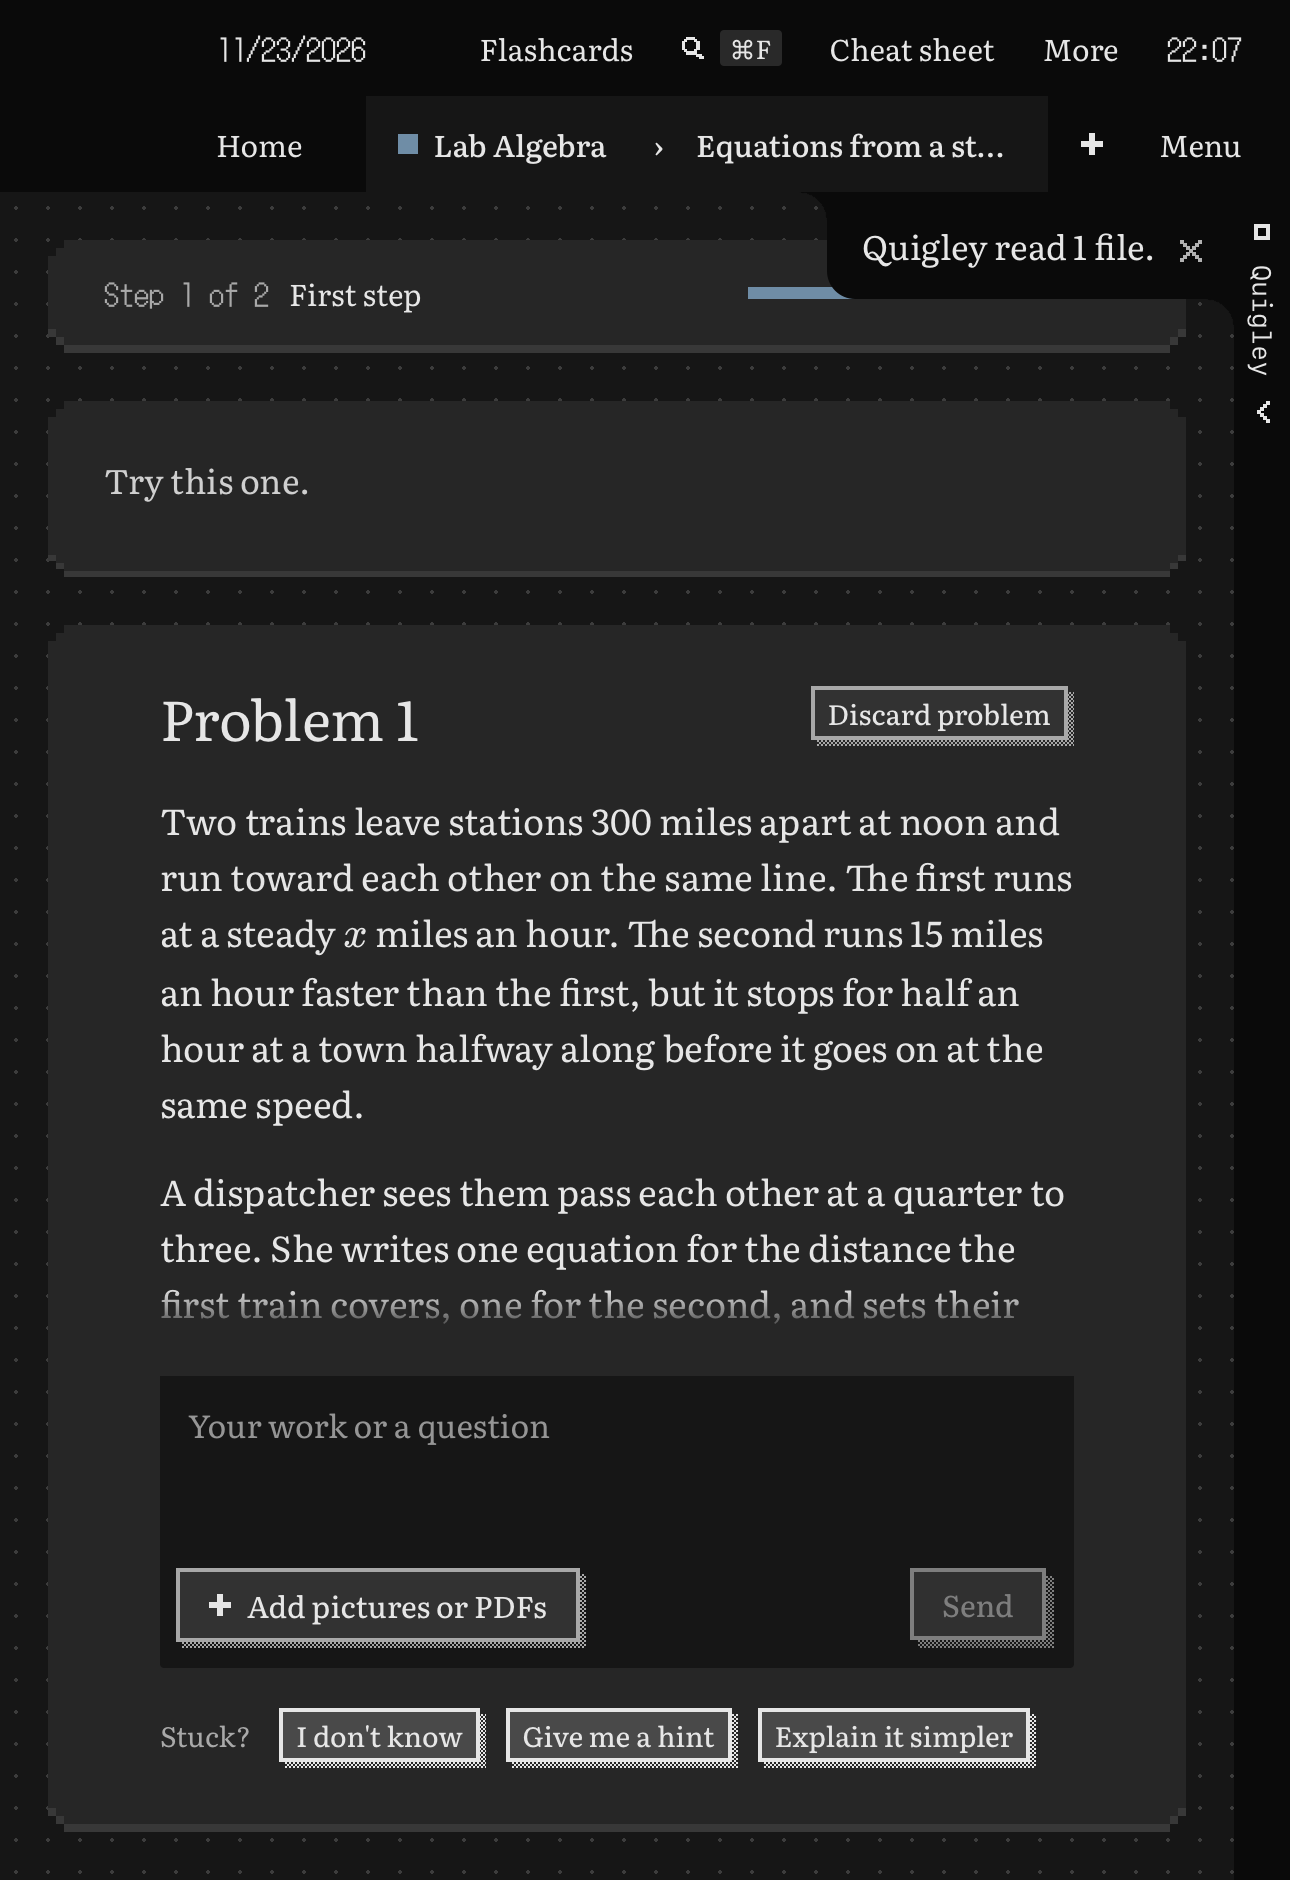 11/23/2026 Flashcards ⌘F Cheat sheet More 22:07
Home Lab Algebra › Equations from a st... Menu
Quigley read 1 file.
Quigley
Step 1 of 2 First step
Try this one.
Problem 1
Discard problem
Two trains leave stations 300 miles apart at noon and
run toward each other on the same line. The first runs
at a steady x miles an hour. The second runs 15 miles
an hour faster than the first, but it stops for half an
hour at a town halfway along before it goes on at the
same speed.
A dispatcher sees them pass each other at a quarter to
three. She writes one equation for the distance the
first train covers, one for the second, and sets their
Your work or a question
Add pictures or PDFs
Send
Stuck? I don't know Give me a hint Explain it simpler